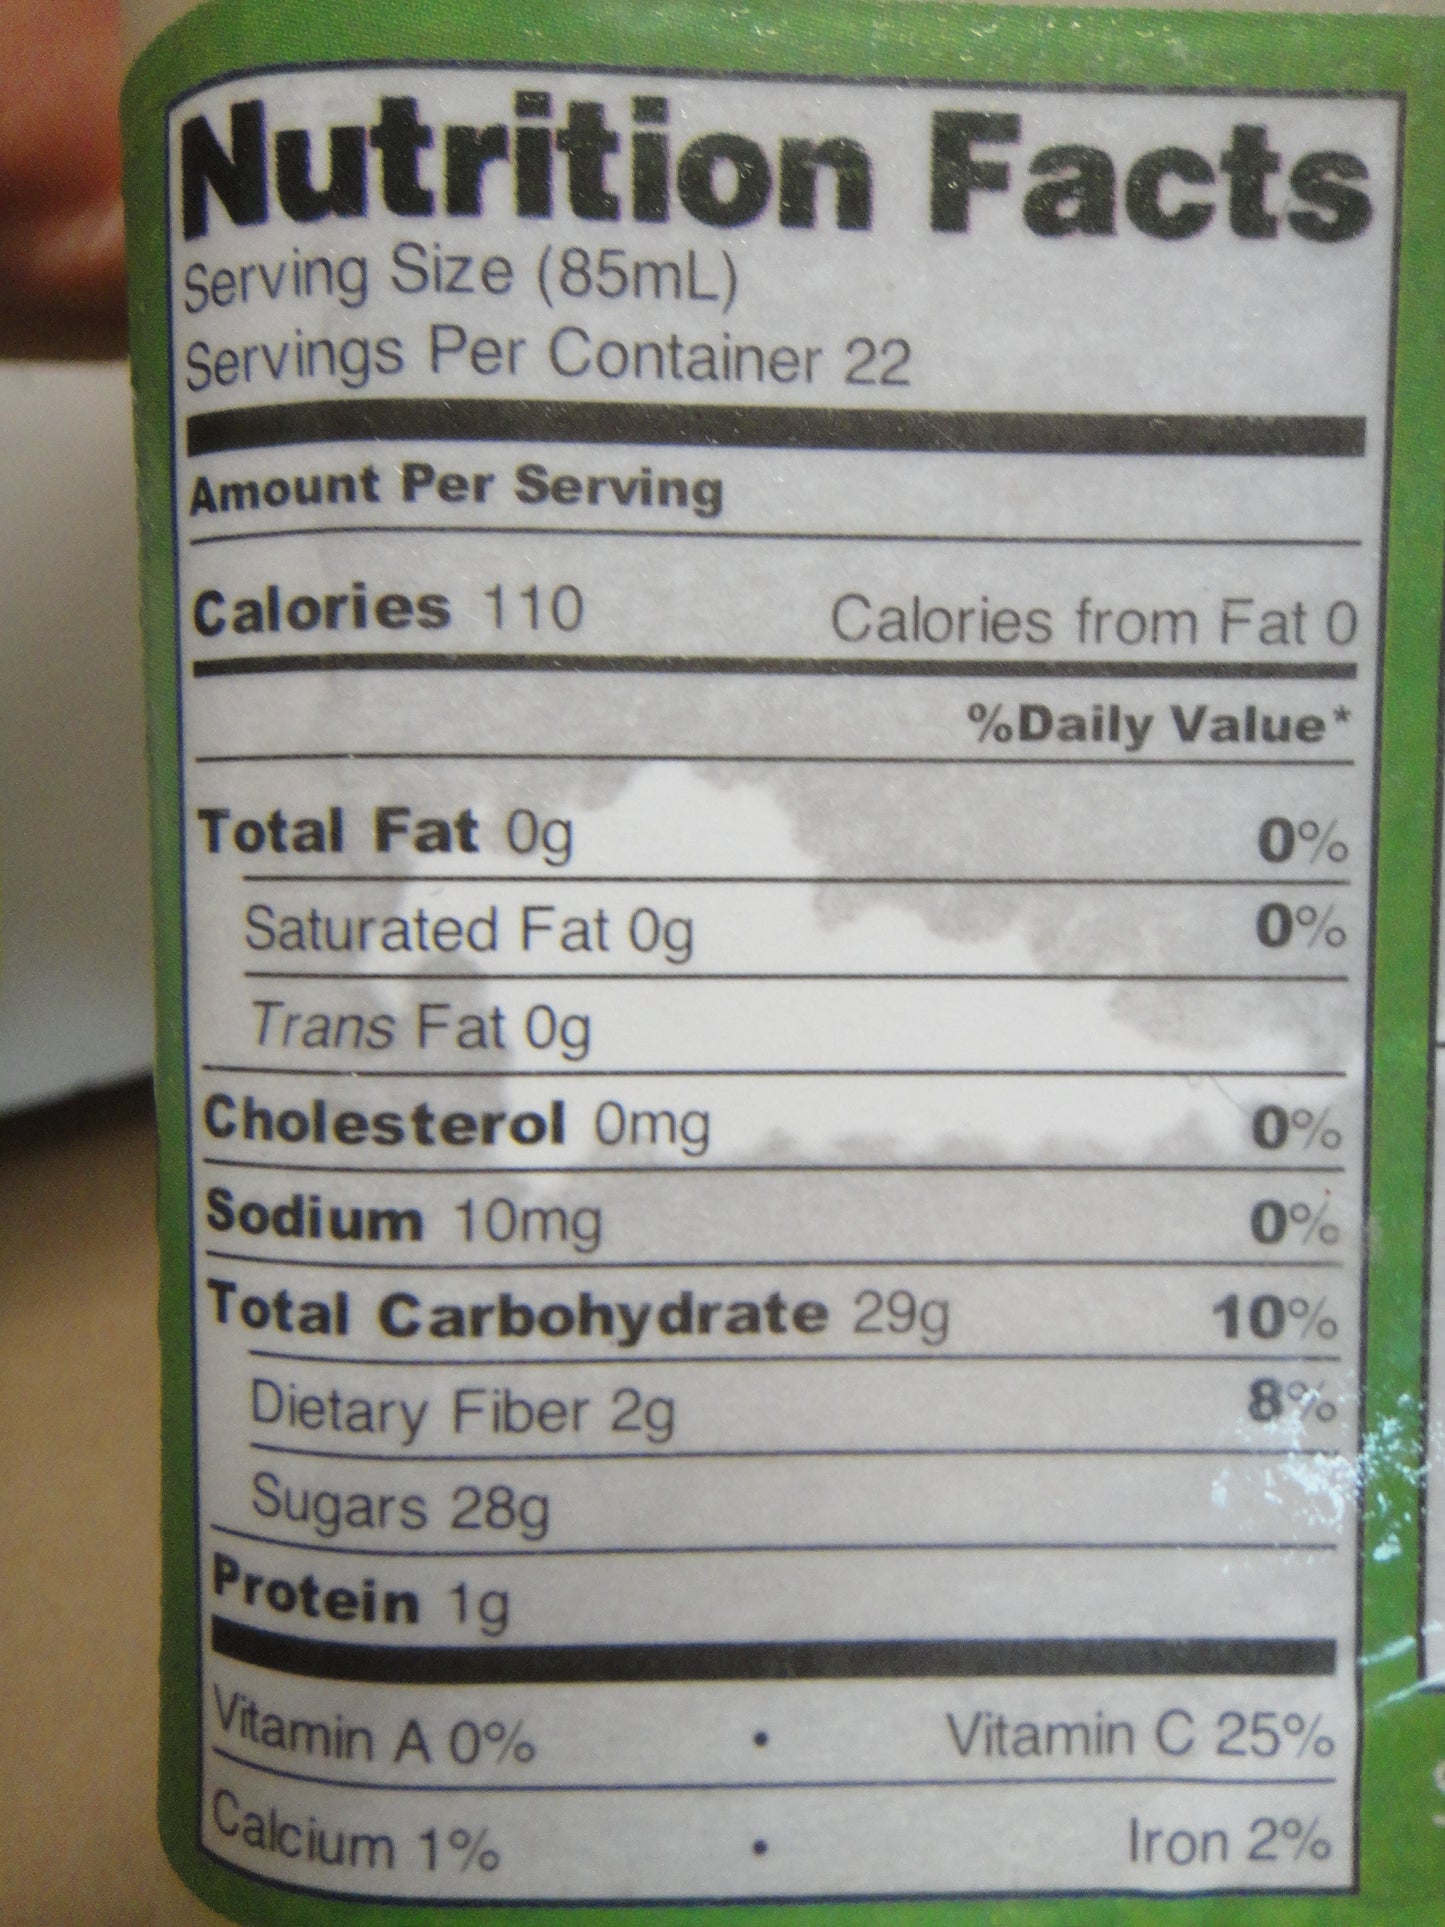 Nutrition Facts
Serving Size (85mL)
Servings Per Container 22
Amount Per Serving
Calories 110 Calories from Fat 0
%Daily Value*
Total Fat 0g 0%
Saturated Fat 0g 0%
Trans Fat 0g
Cholesterol 0mg 0%
Sodium 10mg 0%
Total Carbohydrate 29g 10%
Dietary Fiber 2g 8%
Sugars 28g
Protein 1g
Vitamin A 0% • Vitamin C 25%
Calcium 1% • Iron 2%